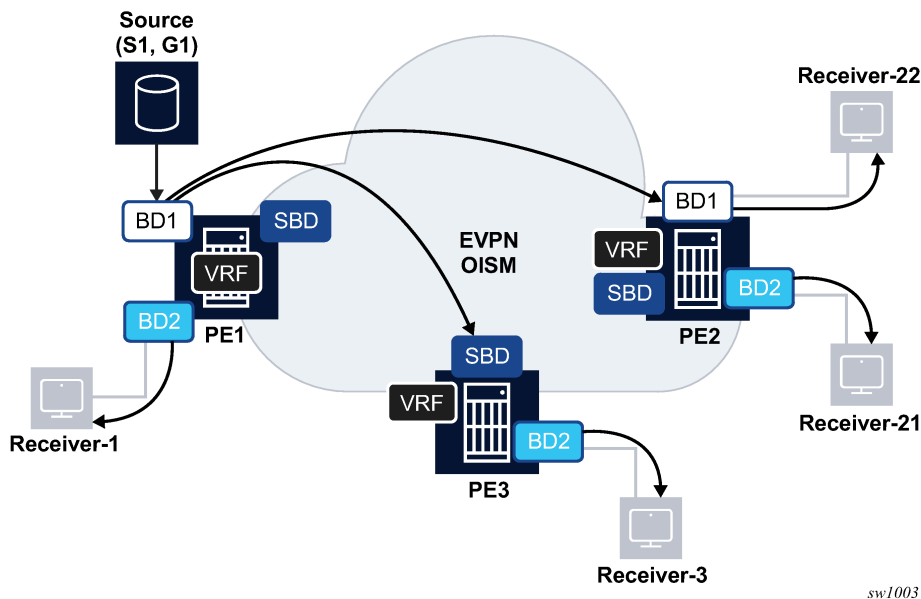 Source
(S1, G1)
Receiver-22
BD1
SBD
BD1
VRF
EVPN
OISM
VRF
SBD
BD2
BD2
PE1
PE2
SBD
Receiver-1
VRF
Receiver-21
BD2
PE3
Receiver-3
sw1003